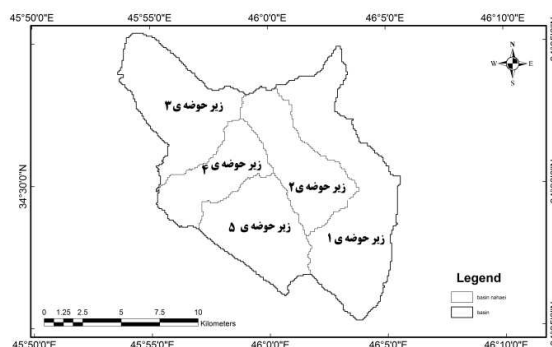 45°50'0"E 45°55'0"E 46°0'0"E 46°5'0"E 46°10'0"E
N
W E
S
زیر حوضه ی ۳
زیر حوضه ی ۴
زیر حوضه ی ۲
زیر حوضه ی ۵
زیر حوضه ی ۱
34°30'0"N
Legend
basin nahaei
basin
0 1.25 2.5 5 7.5 10
Kilometers
45°50'0"E 45°55'0"E 46°0'0"E 46°5'0"E 46°10'0"E